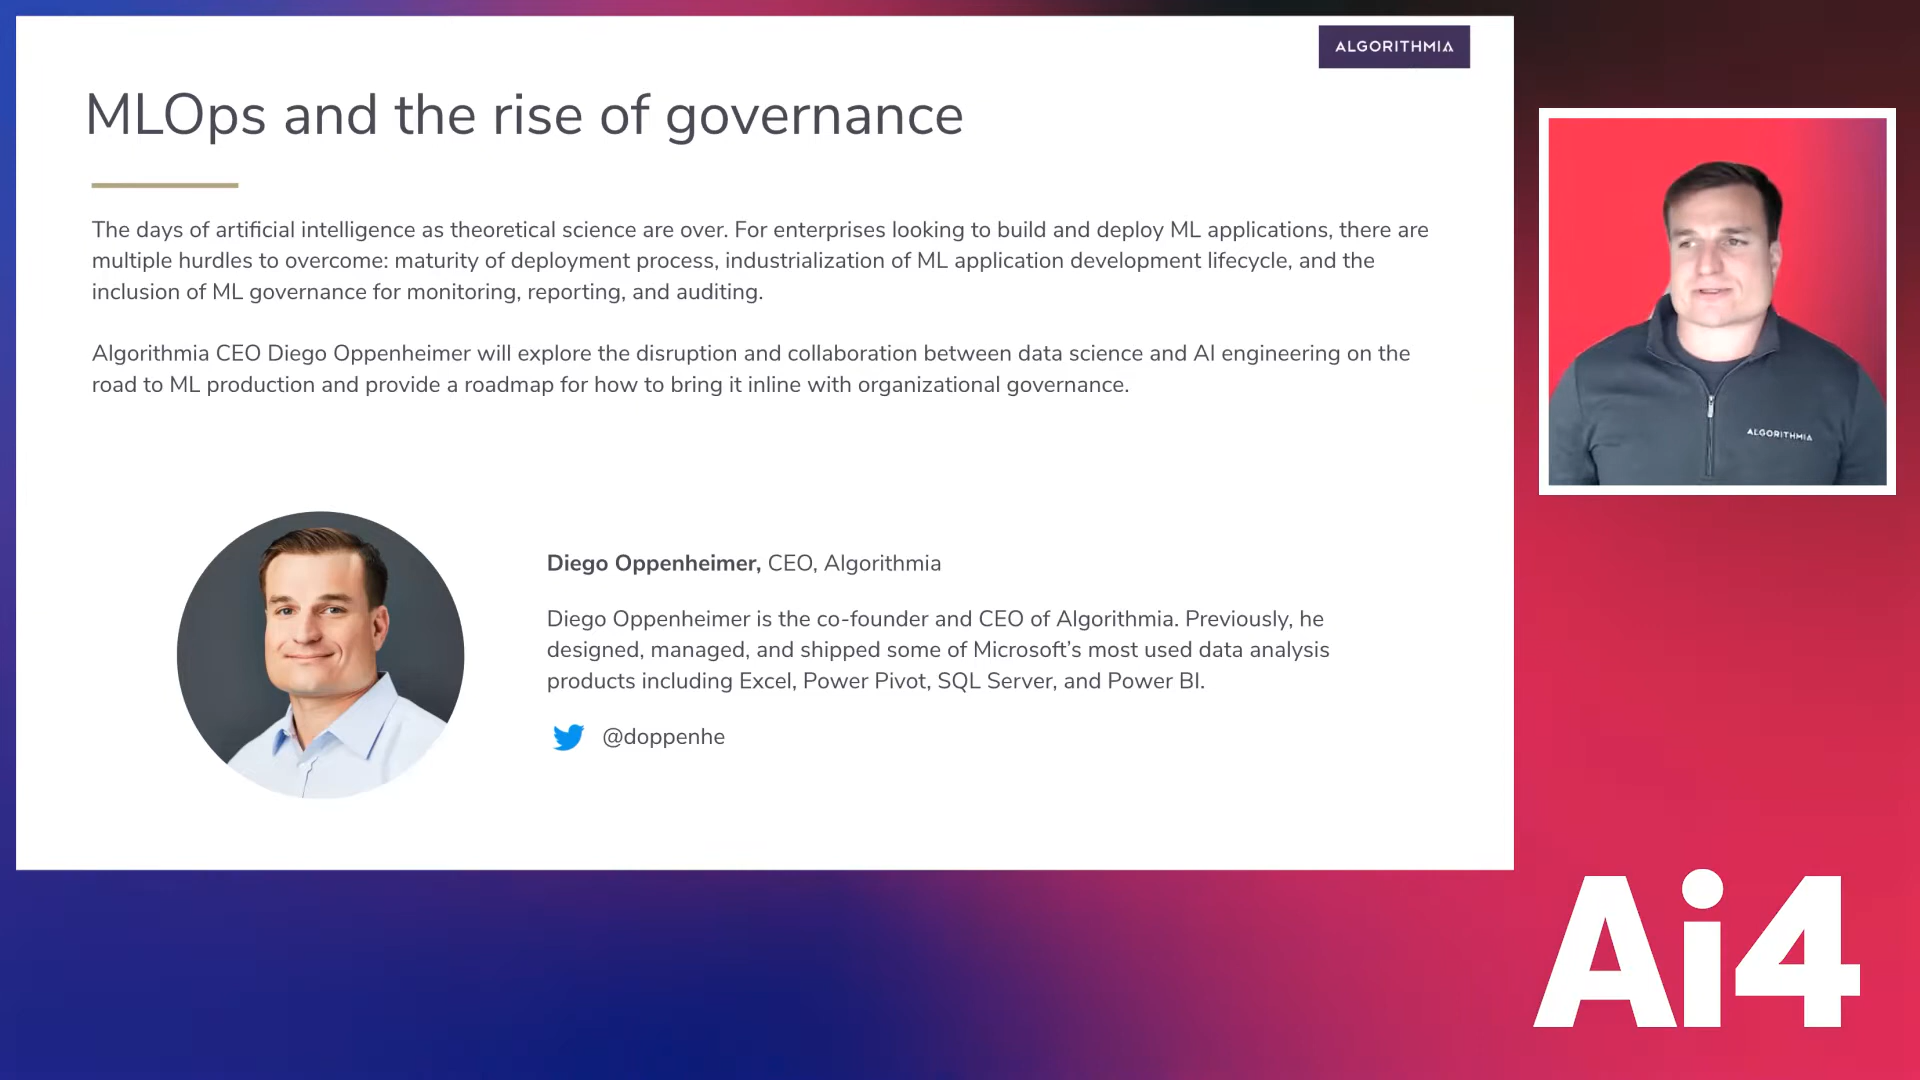 ALGORITHMIA
MLOps and the rise of governance
The days of artificial intelligence as theoretical science are over. For enterprises looking to build and deploy ML applications, there are
multiple hurdles to overcome: maturity of deployment process, industrialization of ML application development lifecycle, and the
inclusion of ML governance for monitoring, reporting, and auditing.
Algorithmia CEO Diego Oppenheimer will explore the disruption and collaboration between data science and AI engineering on the
road to ML production and provide a roadmap for how to bring it inline with organizational governance.
Diego Oppenheimer, CEO, Algorithmia
Diego Oppenheimer is the co-founder and CEO of Algorithmia. Previously, he
designed, managed, and shipped some of Microsoft’s most used data analysis
products including Excel, Power Pivot, SQL Server, and Power BI.
@doppenhe
ALGORITHMIA
Ai4